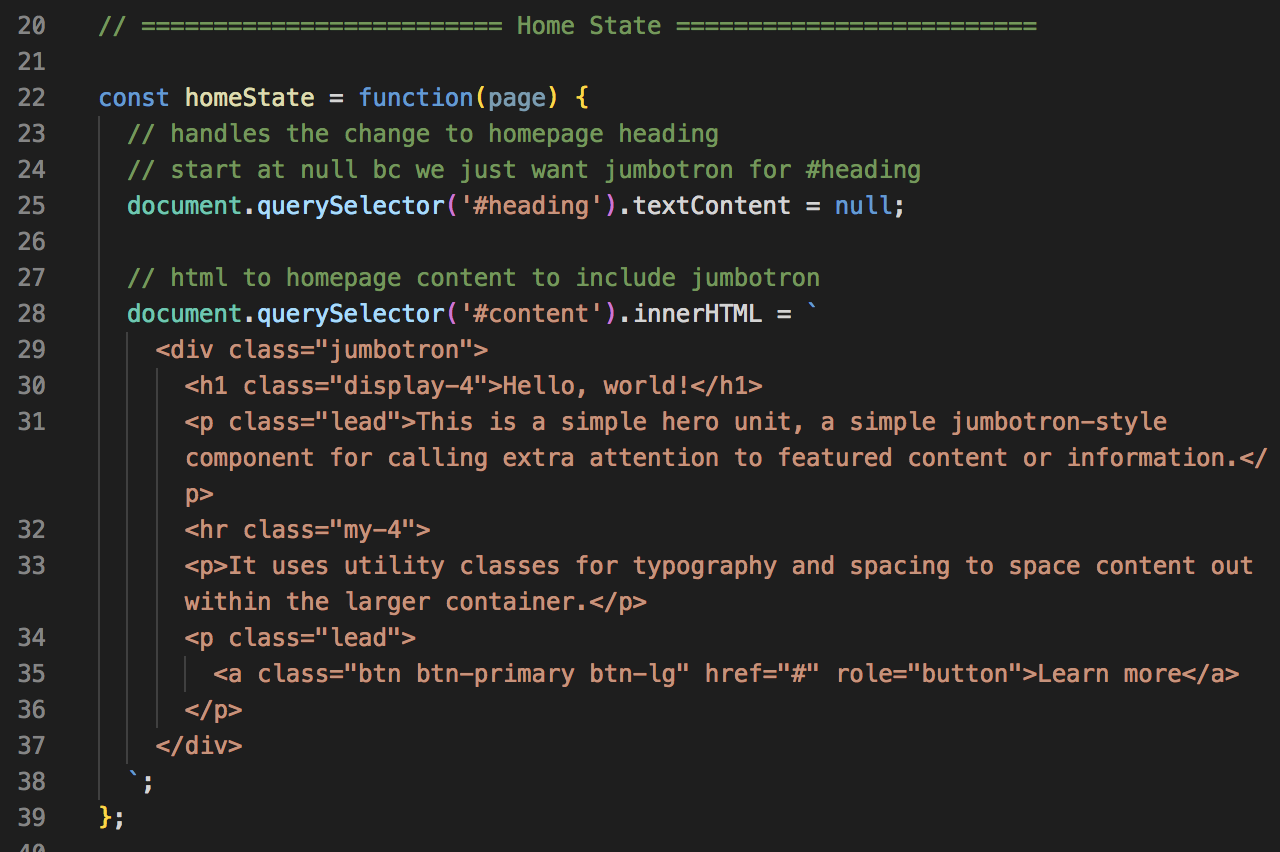 20 // ========================= Home State =========================
21
22 const homeState = function(page) {
23 // handles the change to homepage heading
24 // start at null bc we just want jumbotron for #heading
25 document.querySelector('#heading').textContent = null;
26
27 // html to homepage content to include jumbotron
28 document.querySelector('#content').innerHTML = `
29 <div class="jumbotron">
30 <h1 class="display-4">Hello, world!</h1>
31 <p class="lead">This is a simple hero unit, a simple jumbotron-style
component for calling extra attention to featured content or information.</
p>
32 <hr class="my-4">
33 <p>It uses utility classes for typography and spacing to space content out
within the larger container.</p>
34 <p class="lead">
35 <a class="btn btn-primary btn-lg" href="#" role="button">Learn more</a>
36 </p>
37 </div>
38 `;
39 };
40